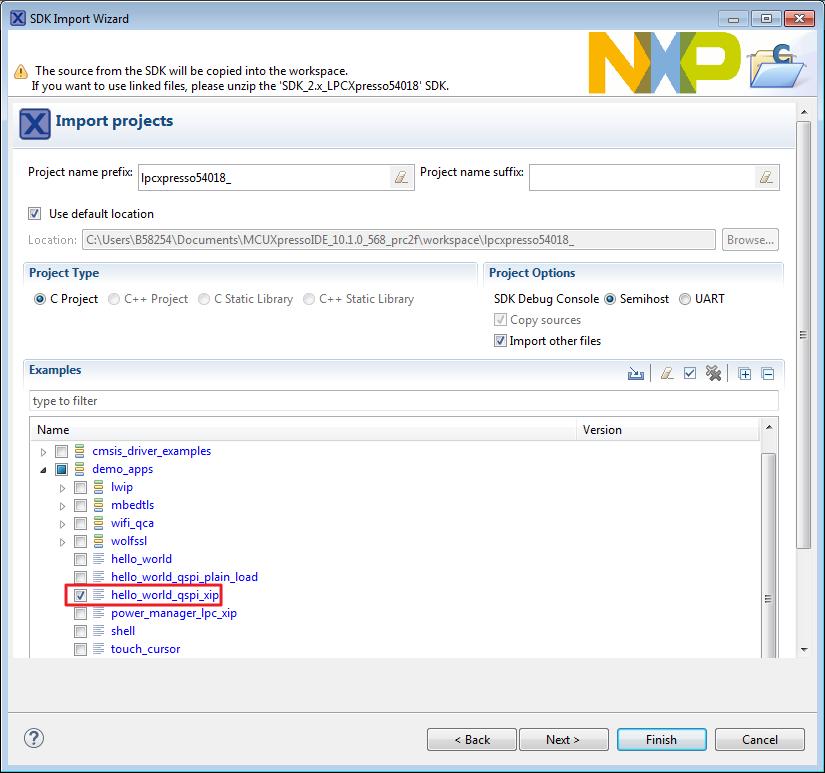 SDK Import Wizard
The source from the SDK will be copied into the workspace.
If you want to use linked files, please unzip the 'SDK_2.x_LPCXpresso54018' SDK.
NXP
Import projects
Project name prefix: lpcxpresso54018_ Project name suffix:
Use default location
Location: C:\Users\B58254\Documents\MCUXpressoIDE_10.1.0_568_prc2f\workspace\lpcxpresso54018_ Browse...
Project Type
C Project C++ Project C Static Library C++ Static Library
Project Options
SDK Debug Console Semihost UART
Copy sources
Import other files
Examples
type to filter
Name Version
cmsis_driver_examples
demo_apps
lwip
mbedtls
wifi_qca
wolfssl
hello_world
hello_world_qspi_plain_load
hello_world_qspi_xip
power_manager_lpc_xip
shell
touch_cursor
? < Back Next > Finish Cancel